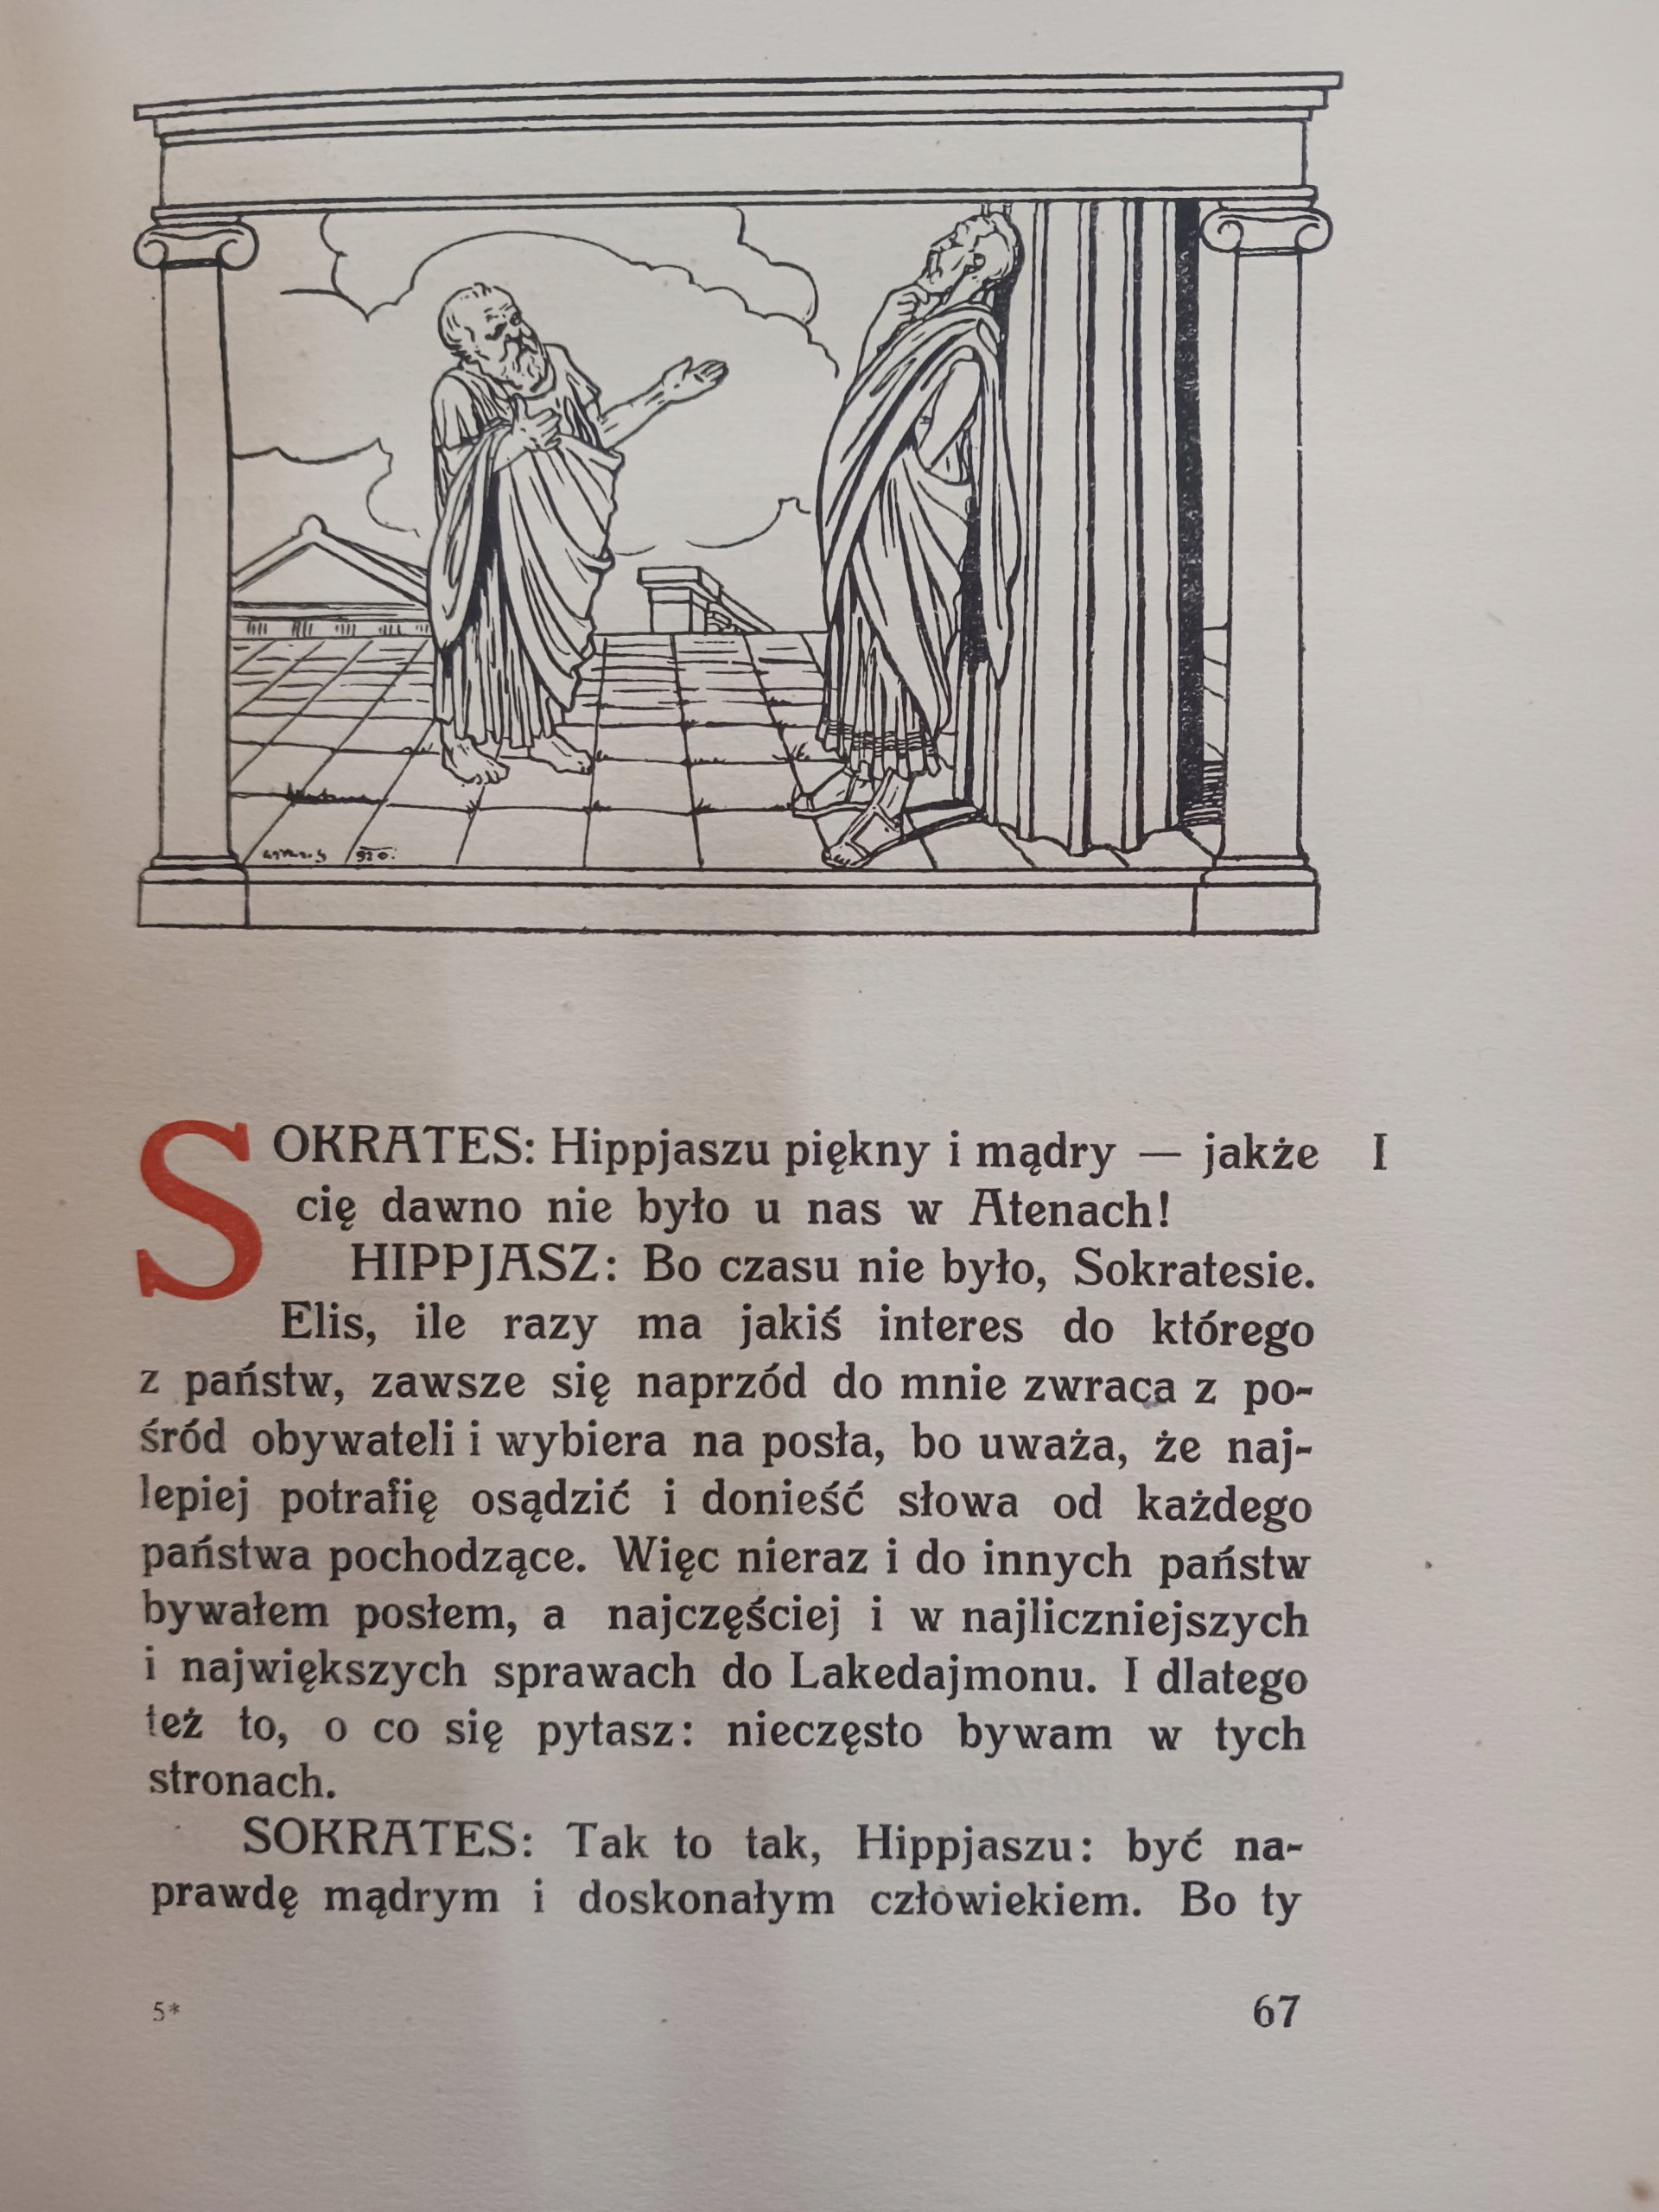 920.
SOKRATES: Hippjaszu piękny i mądry — jakże I
cię dawno nie było u nas w Atenach!
HIPPJASZ: Bo czasu nie było, Sokratesie.
Elis, ile razy ma jakiś interes do którego
z państw, zawsze się naprzód do mnie zwraca z po-
śród obywateli i wybiera na posła, bo uważa, że naj-
lepiej potrafię osądzić i donieść słowa od każdego
państwa pochodzące. Więc nieraz i do innych państw
bywałem posłem, a najczęściej i w najliczniejszych
i największych sprawach do Lakedajmonu. I dlatego
też to, o co się pytasz: nieczęsto bywam w tych
stronach.
SOKRATES: Tak to tak, Hippjaszu: być na-
prawdę mądrym i doskonałym człowiekiem. Bo ty
5*
67